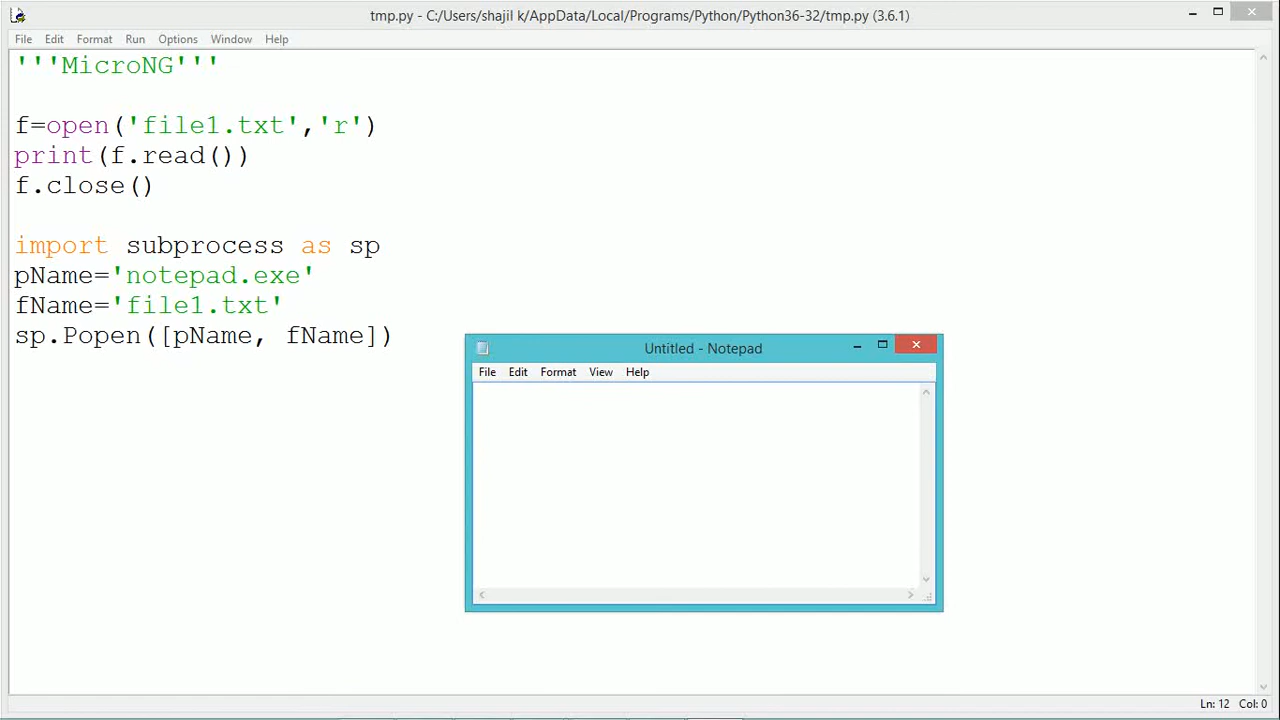 tmp.py - C:/Users/shajil k/AppData/Local/Programs/Python/Python36-32/tmp.py (3.6.1)
File Edit Format Run Options Window Help
'''MicroNG'''
f=open('file1.txt','r')
print(f.read())
f.close()
import subprocess as sp
pName='notepad.exe'
fName='file1.txt'
sp.Popen([pName, fName])
Untitled - Notepad
File Edit Format View Help
Ln: 12 Col: 0